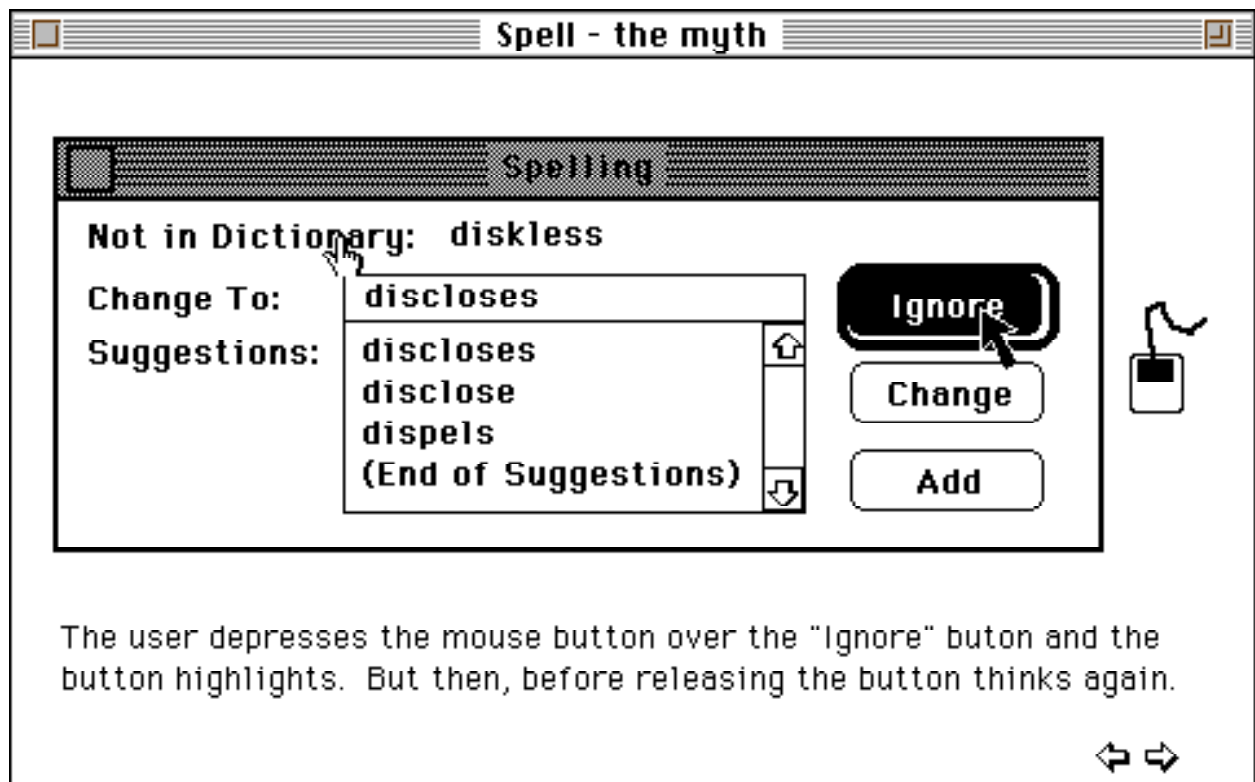 Spell - the myth
Spelling
Not in Dictionary: diskless
Change To: discloses
Ignore
Suggestions: discloses
disclose
Change
dispels
(End of Suggestions)
Add
The user depresses the mouse button over the "Ignore" buton and the
button highlights. But then, before releasing the button thinks again.